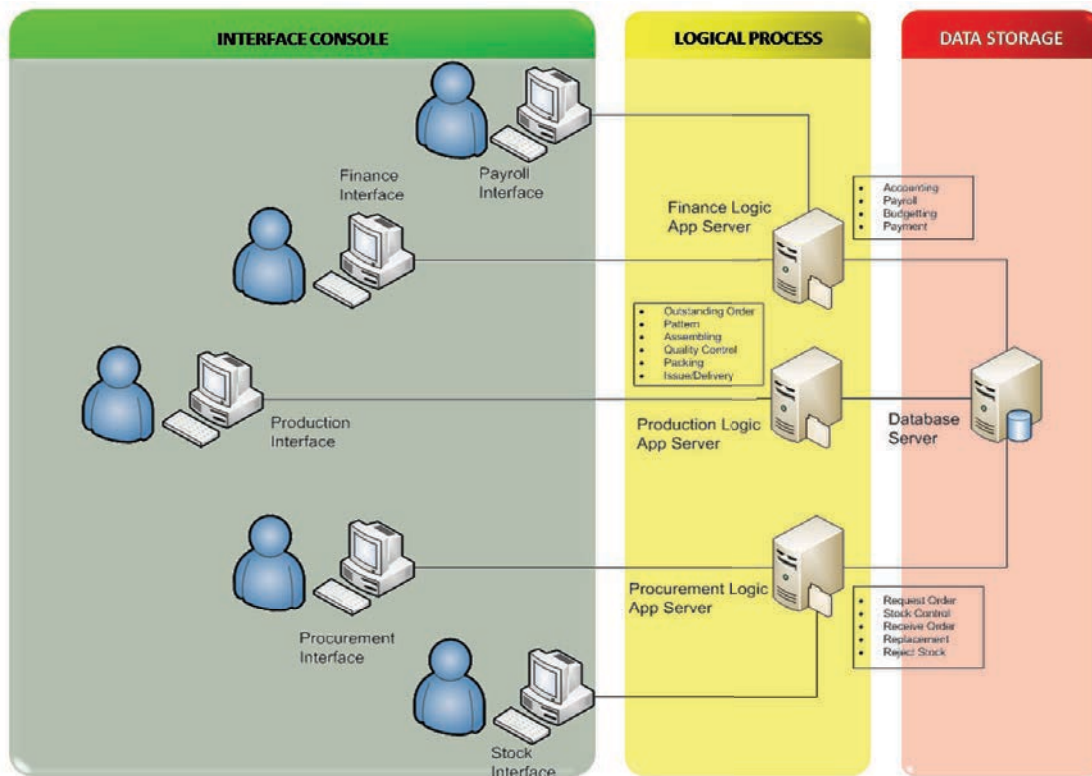 INTERFACE CONSOLE
LOGICAL PROCESS
DATA STORAGE
Payroll
Interface
Finance
Interface
Finance Logic
App Server
• Accounting
• Payroll
• Budgetting
• Payment
• Outstanding Order
• Pattern
• Assembling
• Quality Control
• Packing
• Issue/Delivery
Production
Interface
Production Logic
App Server
Database
Server
Procurement Logic
App Server
• Request Order
• Stock Control
• Receive Order
• Replacement
• Reject Stock
Procurement
Interface
Stock
Interface